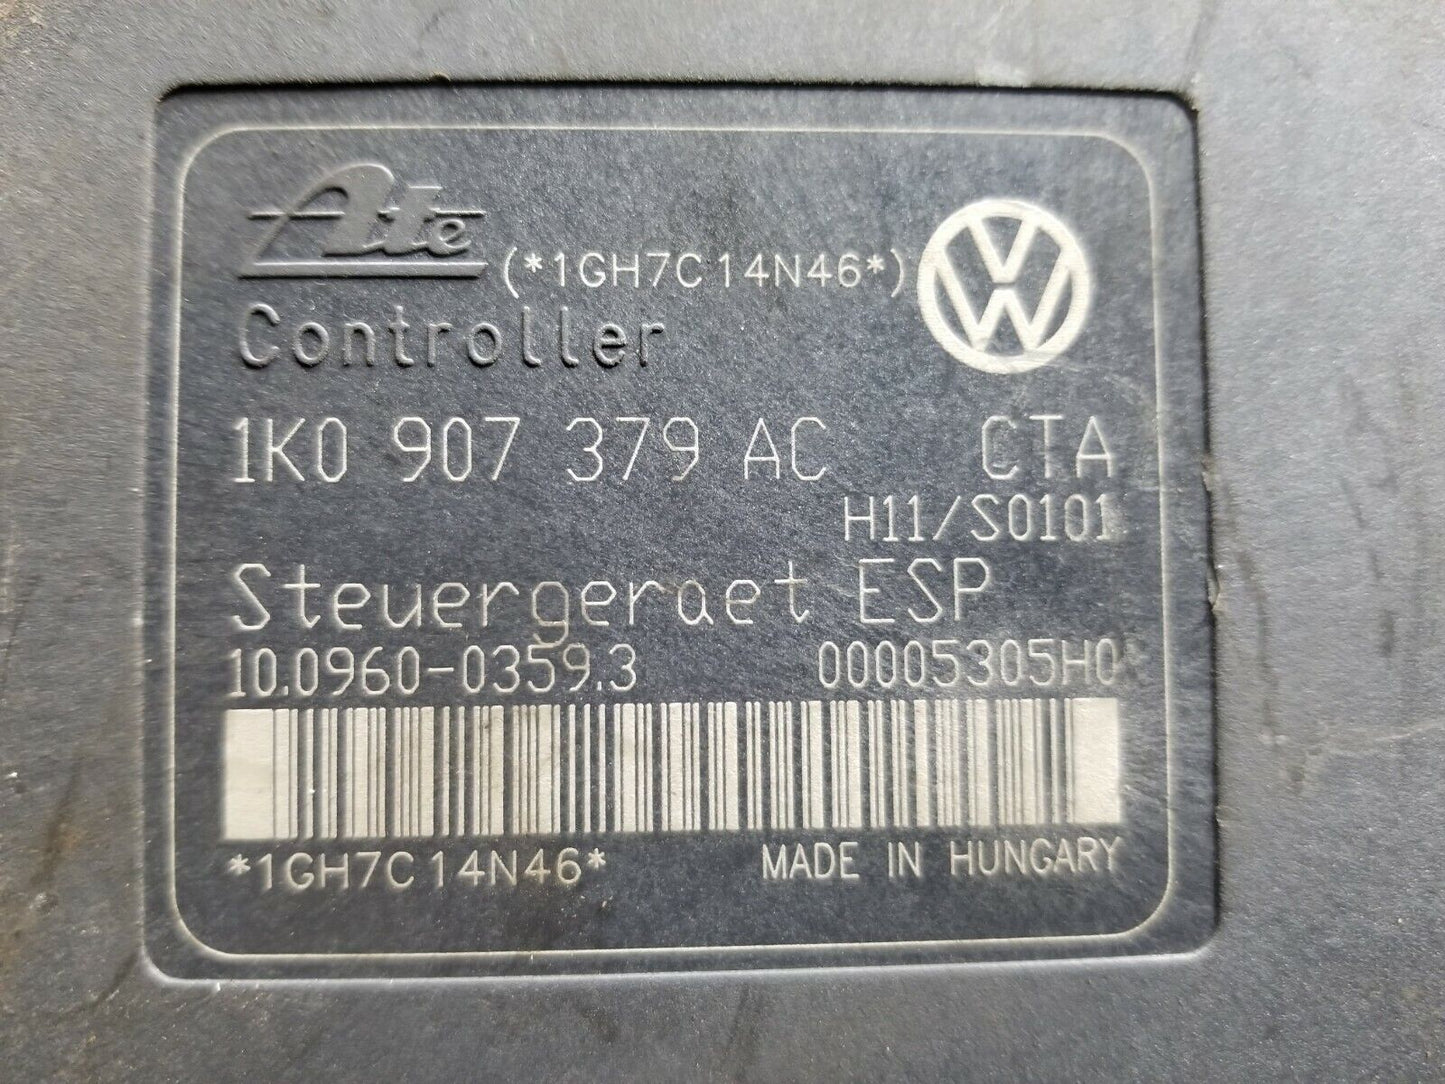 Ate
(*1GH7C14N46*)
Controller
1K0 907 379 AC CTA
H11/S0101
Steuergeraet ESP
10.0960-0359.3 00005305H0
*1GH7C14N46* MADE IN HUNGARY